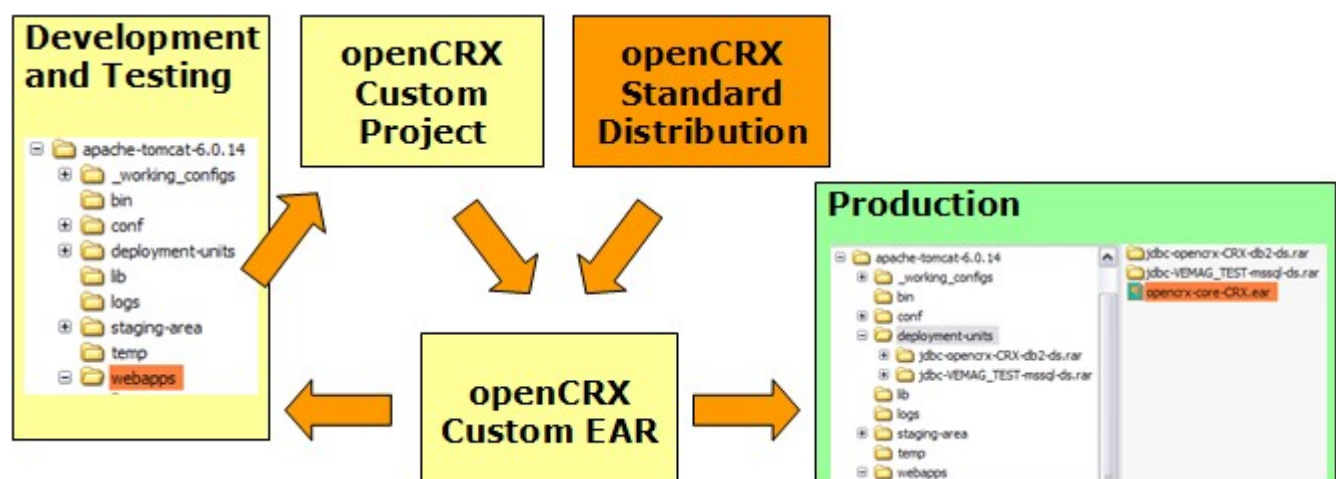 Development
and Testing
apache-tomcat-6.0.14
_working_configs
bin
conf
deployment-units
lib
logs
staging-area
temp
webapps
openCRX
Custom
Project
openCRX
Standard
Distribution
openCRX
Custom EAR
Production
apache-tomcat-6.0.14
_working_configs
bin
conf
deployment-units
jdbc-opencrx-CRX-db2-ds.rar
jdbc-VEMAG_TEST-mssql-ds.rar
lib
logs
staging-area
temp
webapps
jdbc-opencrx-CRX-db2-ds.rar
jdbc-VEMAG_TEST-mssql-ds.rar
opencrx-core-CRX.ear